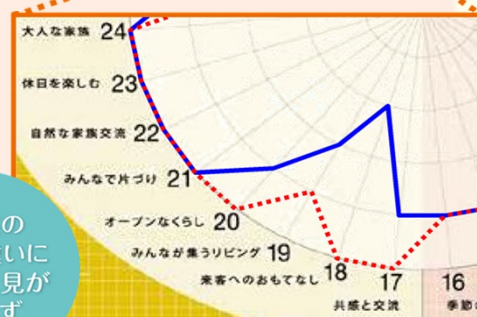 大人な家族 24
休日を楽しむ 23
自然な家族交流 22
みんなで片づけ 21
オープンなくらし 20
みんなが集うリビング 19
来客へのおもてなし 18
17
共感と交流
16
季節
の
いに
見が
ず